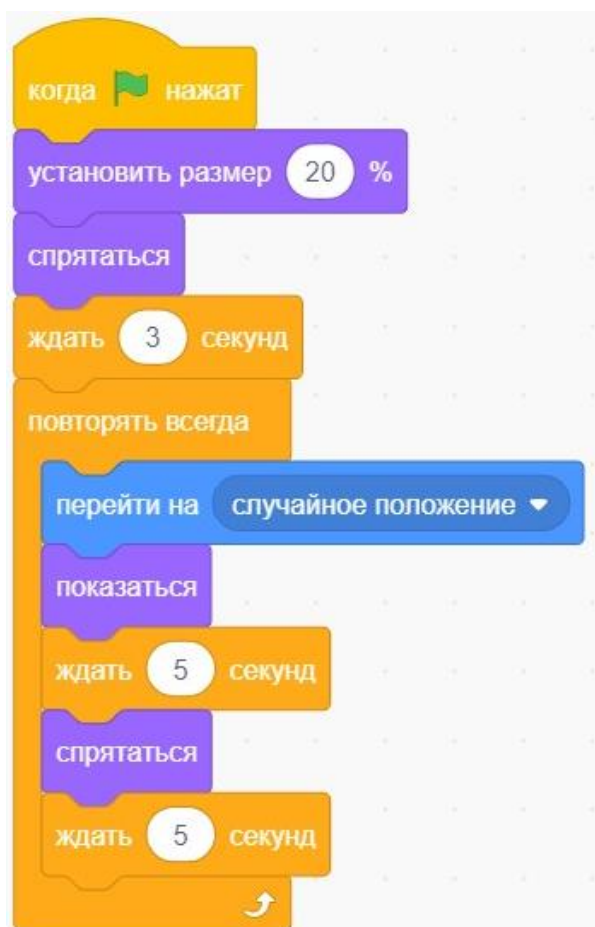 когда нажат
установить размер 20 %
спрятаться
ждать 3 секунд
повторять всегда
перейти на случайное положение
показаться
ждать 5 секунд
спрятаться
ждать 5 секунд